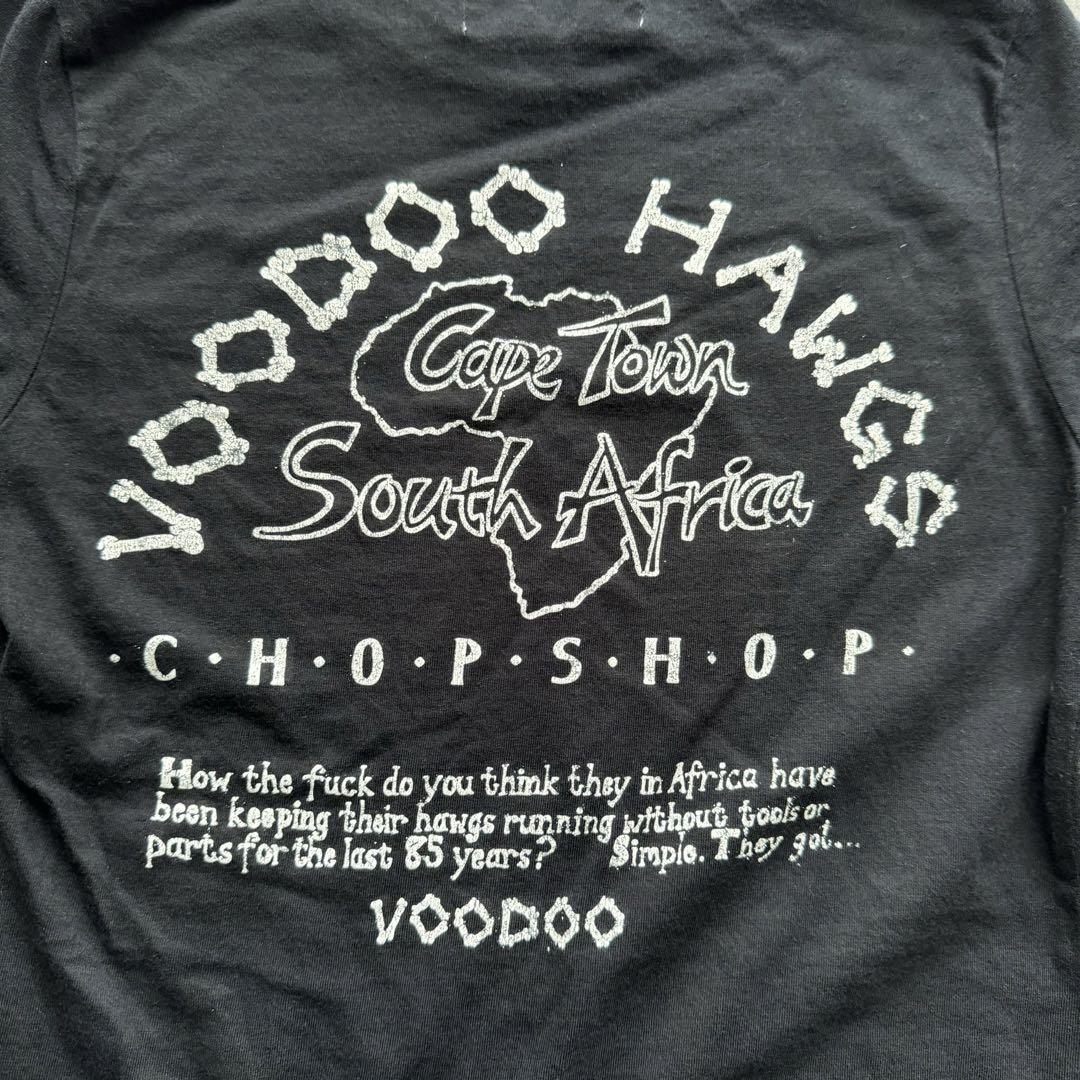 VOODOO HAWGS
Cape Town
South Africa
·C·H·O·P·S·H·O·P·
How the fuck do you think they in Africa have
been keeping their hawgs running without tools or
parts for the last 85 years? Simple. They got...
VOODOO